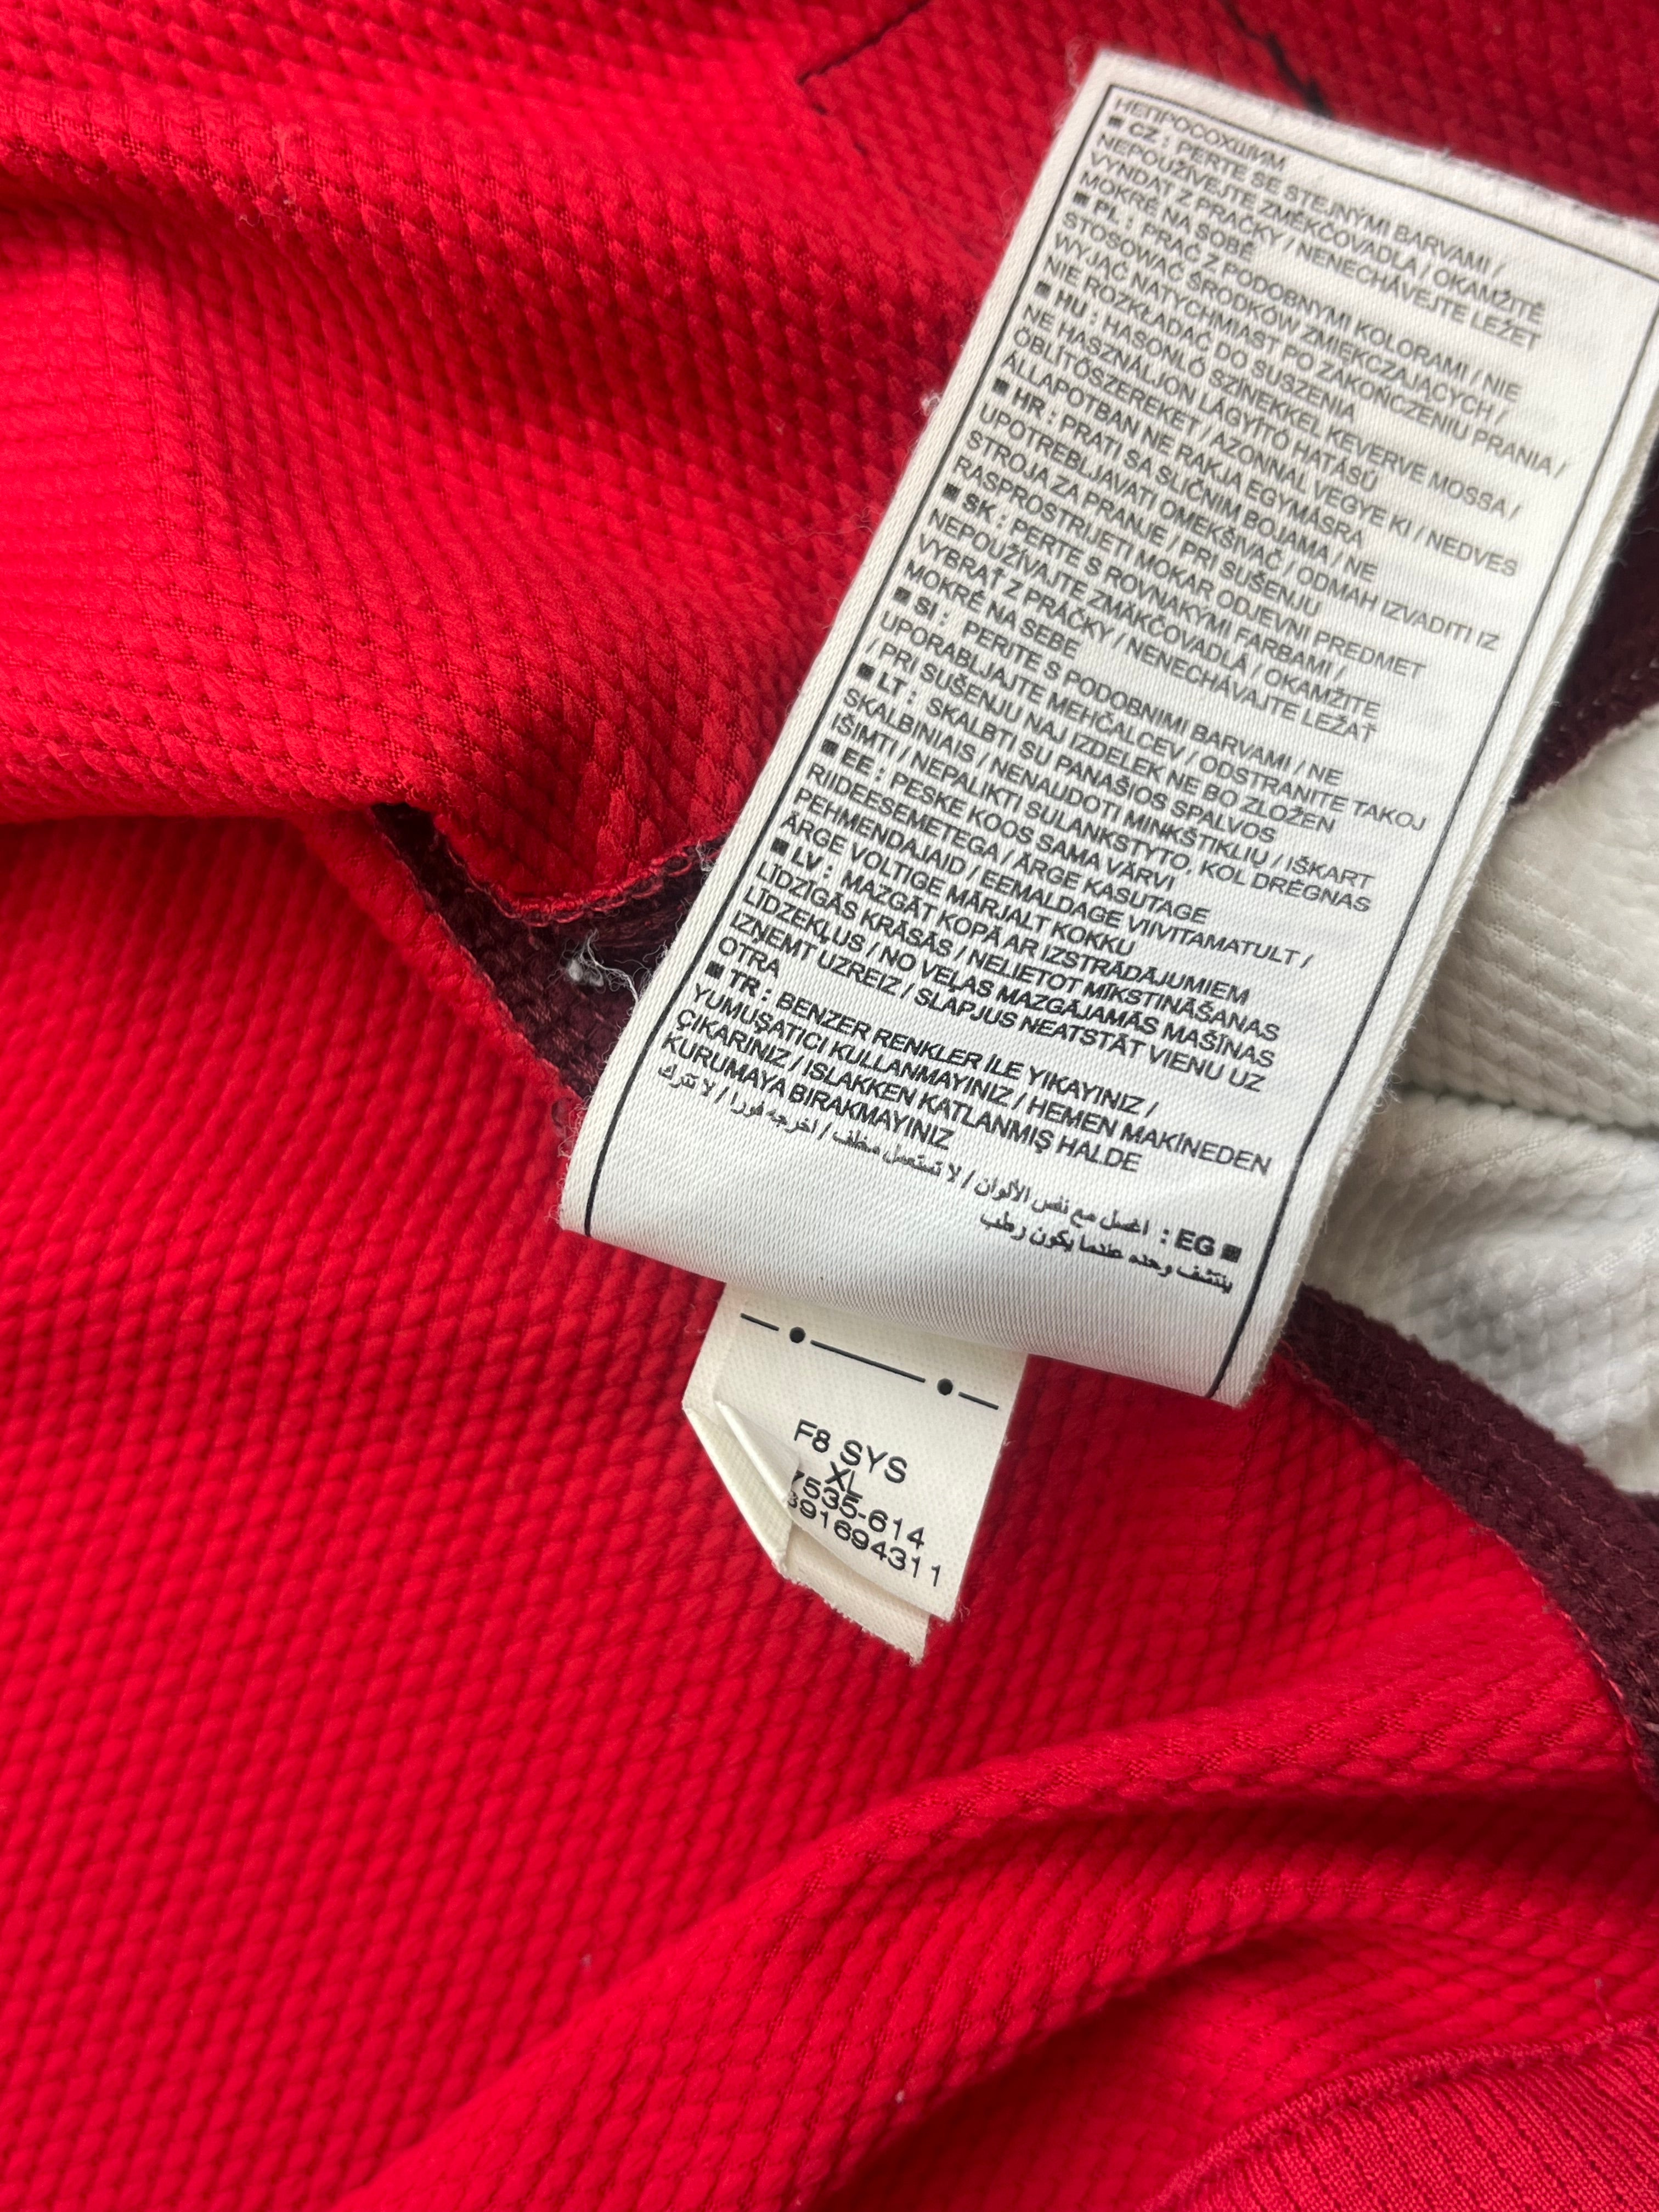 НЕПРОСОХШИМ
■ CZ : PERTE SE STEJNÝMI BARVAMI /
NEPOUŽÍVEJTE ZMĚKČOVADLA / OKAMŽITĚ
VYNDAT Z PRAČKY / NENECHÁVEJTE LEŽET
MOKRÉ NA SOBĚ
■ PL : PRAĆ Z PODOBNYMI KOLORAMI / NIE
STOSOWAĆ ŚRODKÓW ZMIĘKCZAJĄCYCH /
WYJĄĆ NATYCHMIAST PO ZAKOŃCZENIU PRANIA /
NIE ROZKŁADAĆ DO SUSZENIA
■ HU : HASONLÓ SZÍNEKKEL KEVERVE MOSSA /
NE HASZNÁLJON LÁGYÍTÓ HATÁSÚ
ÖBLÍTŐSZEREKET / AZONNAL VEGYE KI / NEDVES
ÁLLAPOTBAN NE RAKJA EGYMÁSRA
■ HR : PRATI SA SLIČNIM BOJAMA / NE
UPOTREBLJAVATI OMEKŠIVAČ / ODMAH IZVADITI IZ
STROJA ZA PRANJE / PRI SUŠENJU
RASPROSTRIJETI MOKAR ODJEVNI PREDMET
■ SK : PERTE S ROVNAKÝMI FARBAMI /
NEPOUŽÍVAJTE ZMÄKČOVADLÁ / OKAMŽITE
VYBRAŤ Z PRÁČKY / NENECHÁVAJTE LEŽAŤ
MOKRÉ NA SEBE
■ SI : PERITE S PODOBNIMI BARVAMI / NE
UPORABLJAJTE MEHČALCEV / ODSTRANITE TAKOJ
/ PRI SUŠENJU NAJ IZDELEK NE BO ZLOŽEN
■ LT : SKALBTI SU PANAŠIOS SPALVOS
SKALBINIAIS / NENAUDOTI MINKŠTIKLIŲ / IŠKART
IŠIMTI / NEPALIKTI SULANKSTYTO, KOL DRĖGNAS
■ EE : PESKE KOOS SAMA VÄRVI
RIIDEESEMETEGA / ÄRGE KASUTAGE
PEHMENDAJAID / EEMALDAGE VIIVITAMATULT /
ÄRGE VOLTIGE MÄRJALT KOKKU
■ LV : MAZGĀT KOPĀ AR IZSTRĀDĀJUMIEM
LĪDZĪGĀS KRĀSĀS / NELIETOT MĪKSTINĀŠANAS
LĪDZEKĻUS / NO VEĻAS MAZGĀJAMĀS MAŠĪNAS
IZŅEMT UZREIZ / SLAPJUS NEATSTĀT VIENU UZ
OTRA
■ TR : BENZER RENKLER İLE YIKAYINIZ /
YUMUŞATICI KULLANMAYINIZ / HEMEN MAKİNEDEN
ÇIKARINIZ / ISLAKKEN KATLANMIŞ HALDE
KURUMAYA BIRAKMAYINIZ
■ EG : اغسل مع نفس الألوان / لا تستعمل مخفف / اخرجه فورا / لا تترك
ينتشف وحده عندما يكون رطب
F8 SYS
XL
7535-614
891694311